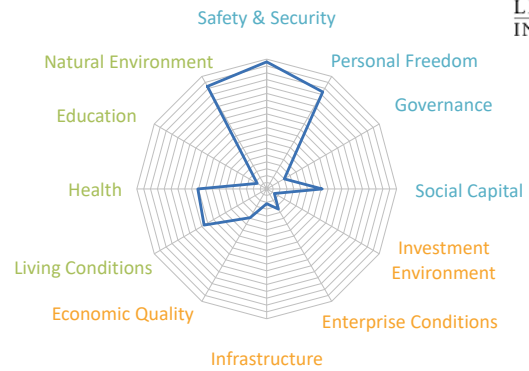 Safety & Security
Personal Freedom
Governance
Social Capital
Investment
Environment
Enterprise Conditions
Infrastructure
Economic Quality
Living Conditions
Health
Education
Natural Environment